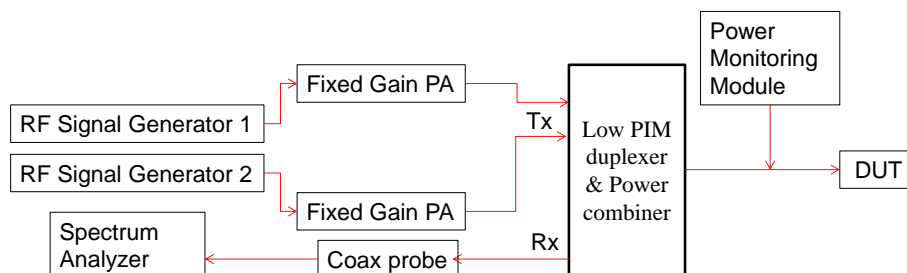 Power
Monitoring
Module
Fixed Gain PA
RF Signal Generator 1
Tx
Low PIM
duplexer
& Power
combiner
RF Signal Generator 2
DUT
Fixed Gain PA
Rx
Spectrum
Analyzer
Coax probe